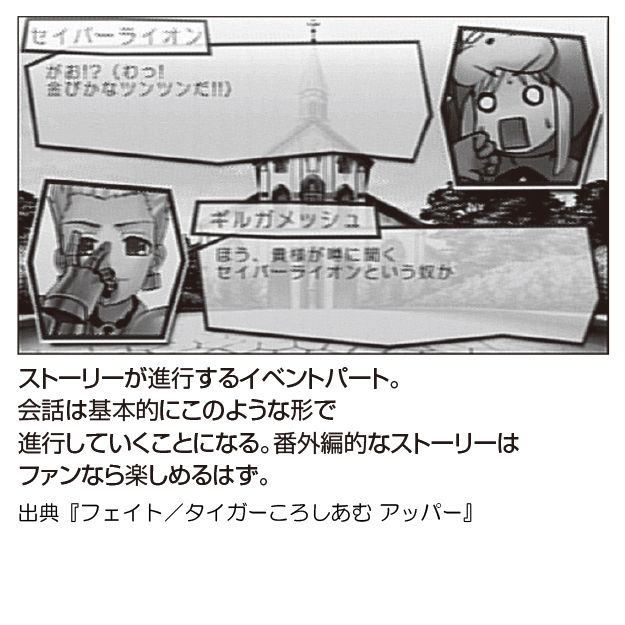 セイバーライオン
がお!?（わっ!
金ぴかなツンツンだ!!）
ギルガメッシュ
ほう、貴様が噂に聞く
セイバーライオンという奴か
ストーリーが進行するイベントパート。
会話は基本的にこのような形で
進行していくことになる。番外編的なストーリーは
ファンなら楽しめるはず。
出典『フェイト／タイガーころしあむ アッパー』